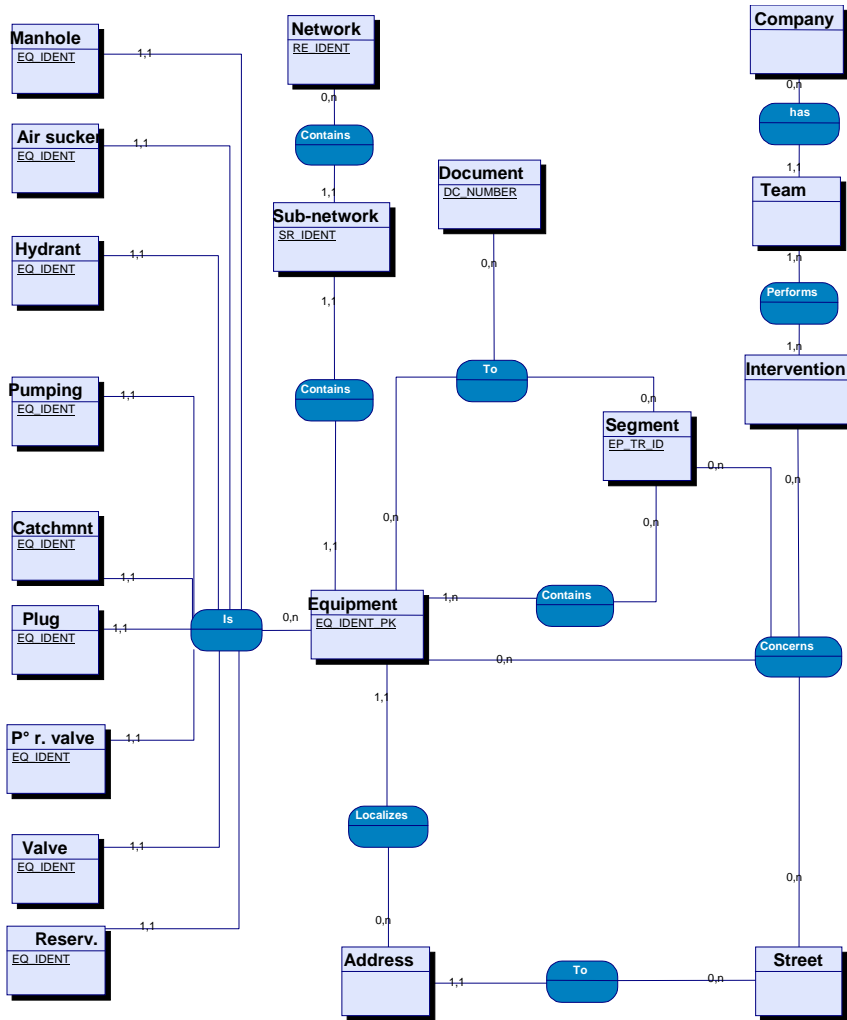 Manhole
EQ_IDENT
1,1
Air sucker
EQ_IDENT
1,1
Hydrant
EQ_IDENT
1,1
Pumping
EQ_IDENT
1,1
Catchmnt
EQ_IDENT
1,1
Plug
EQ_IDENT
1,1
P° r. valve
EQ_IDENT
1,1
Valve
EQ_IDENT
1,1
Reserv.
EQ_IDENT
1,1
Is
0,n
Network
RE_IDENT
0,n
Contains
1,1
Sub-network
SR_IDENT
1,1
Contains
1,1
Equipment
EQ_IDENT_PK
Document
DC_NUMBER
0,n
To
0,n
0,n
Segment
EP_TR_ID
0,n
0,n
1,n
Contains
Company
0,n
has
1,1
Team
1,n
Performs
1,n
Intervention
0,n
Concerns
0,n
0,n
1,1
Localizes
0,n
Address
1,1
To
0,n
Street